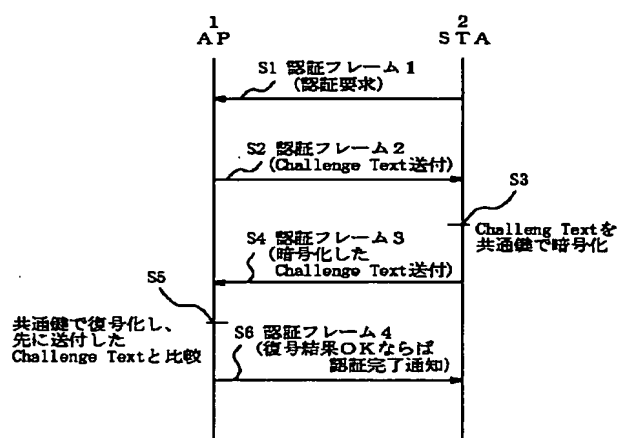 1
AP
2
STA
S1 認証フレーム1
(認証要求)
S2 認証フレーム2
(Challenge Text送付)
S3
Challeng Textを
共通鍵で暗号化
S4 認証フレーム3
(暗号化した
Challenge Text送付)
S5
共通鍵で復号化し、
先に送付した
Challenge Textと比較
S6 認証フレーム4
(復号結果OKならば
認証完了通知)